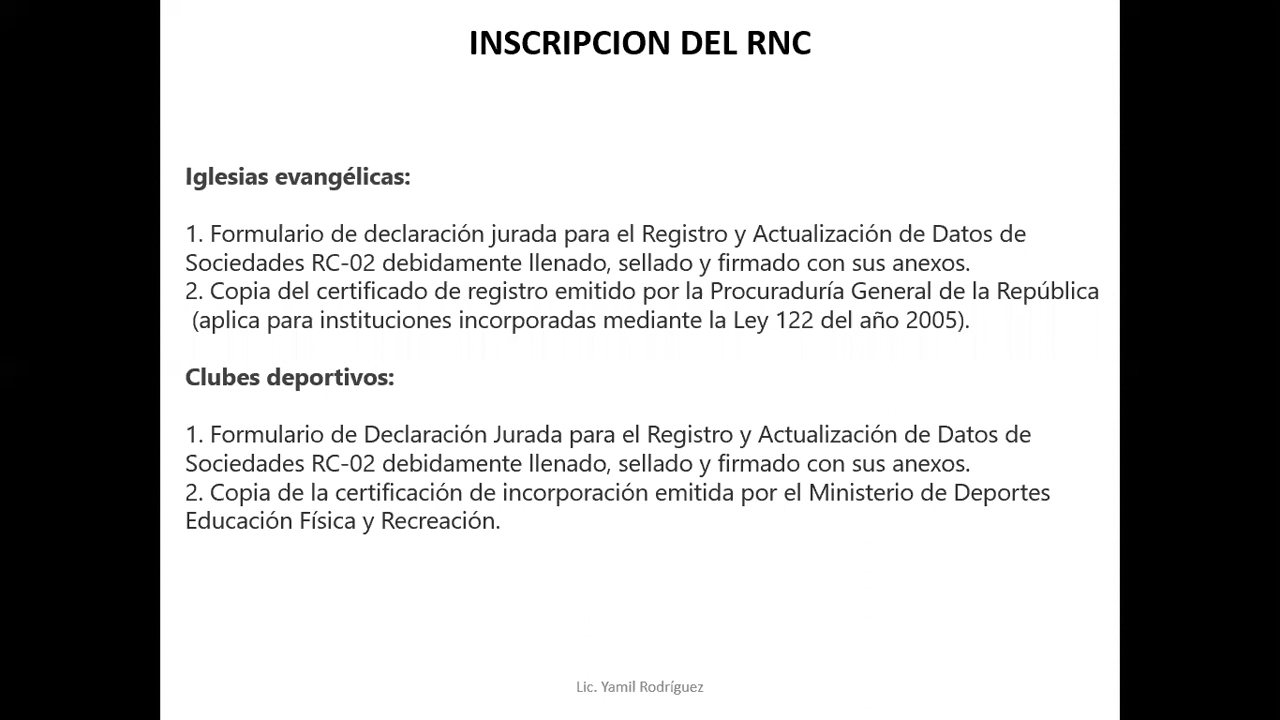 INSCRIPCION DEL RNC
Iglesias evangélicas:
1. Formulario de declaración jurada para el Registro y Actualización de Datos de
Sociedades RC-02 debidamente llenado, sellado y firmado con sus anexos.
2. Copia del certificado de registro emitido por la Procuraduría General de la República
(aplica para instituciones incorporadas mediante la Ley 122 del año 2005).
Clubes deportivos:
1. Formulario de Declaración Jurada para el Registro y Actualización de Datos de
Sociedades RC-02 debidamente llenado, sellado y firmado con sus anexos.
2. Copia de la certificación de incorporación emitida por el Ministerio de Deportes
Educación Física y Recreación.
Lic. Yamil Rodríguez